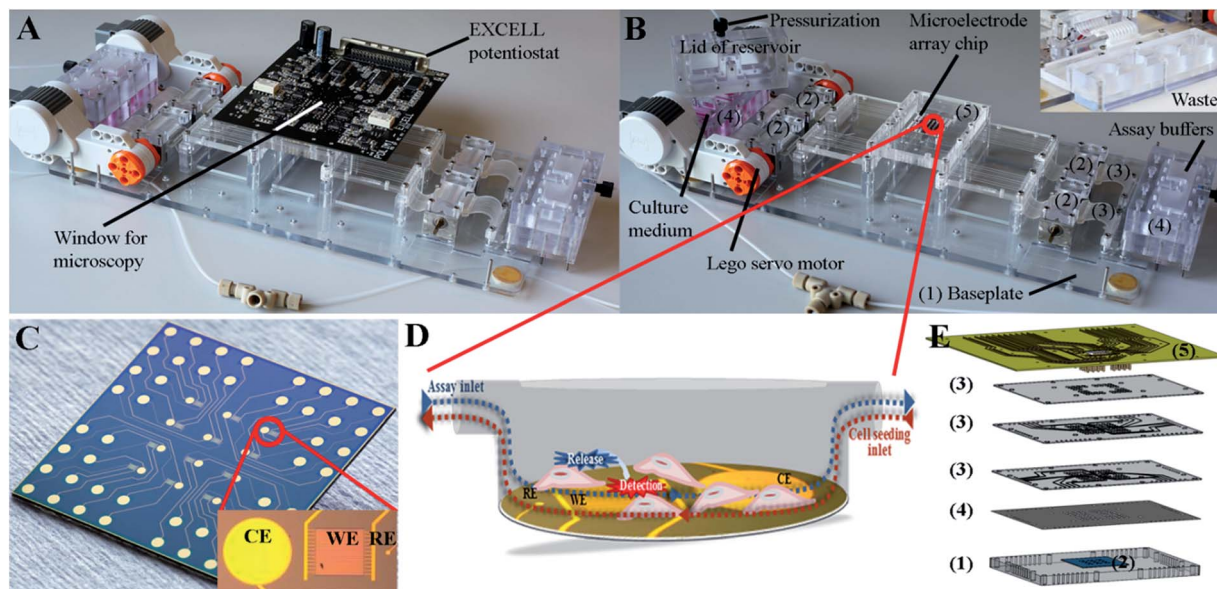 A
EXCELL
potentiostat
Window for
microscopy
B
Pressurization
Lid of reservoir
Microelectrode
array chip
Waste
Assay buffers
(2)
(4)
(2)
(5)
(2)
(3)
(2)
(3)
(4)
Culture
medium
Lego servo motor
(1) Baseplate
C
CE
WE
RE
D
Assay inlet
Cell seeding
inlet
Release
Detection
CE
RE
WE
E
(5)
(3)
(3)
(3)
(4)
(1)
(2)